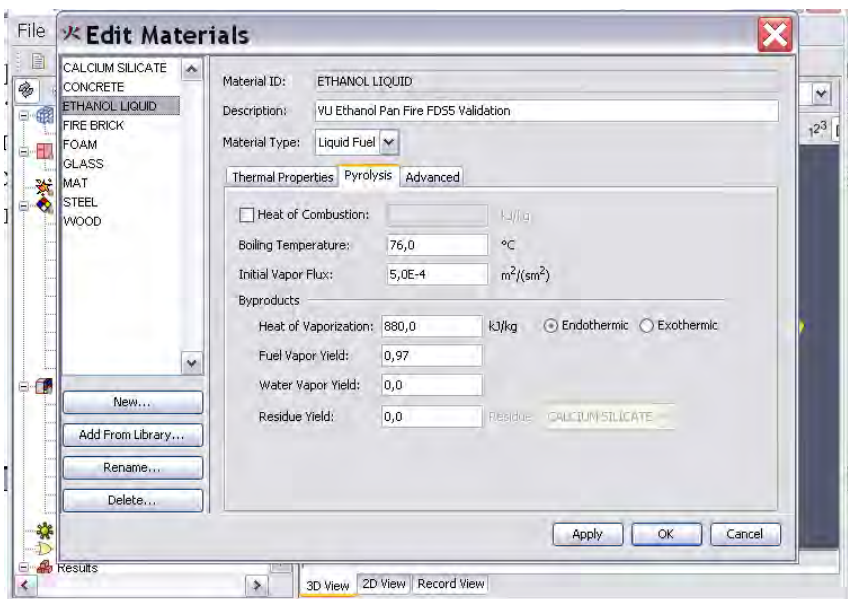 File
火 Edit Materials
CALCIUM SILICATE
CONCRETE
ETHANOL LIQUID
FIRE BRICK
FOAM
GLASS
MAT
STEEL
WOOD
New...
Add From Library...
Rename...
Delete...
Material ID: ETHANOL LIQUID
Description: VU Ethanol Pan Fire FDS5 Validation
Material Type: Liquid Fuel
Thermal Properties Pyrolysis Advanced
Heat of Combustion: kJ/kg
Boiling Temperature: 76,0 °C
Initial Vapor Flux: 5,0E-4 m²/(sm²)
Byproducts
Heat of Vaporization: 880,0 kJ/kg Endothermic Exothermic
Fuel Vapor Yield: 0,97
Water Vapor Yield: 0,0
Residue Yield: 0,0 Residue: CALCIUM SILICATE
Apply OK Cancel
1²³
Results
3D View 2D View Record View